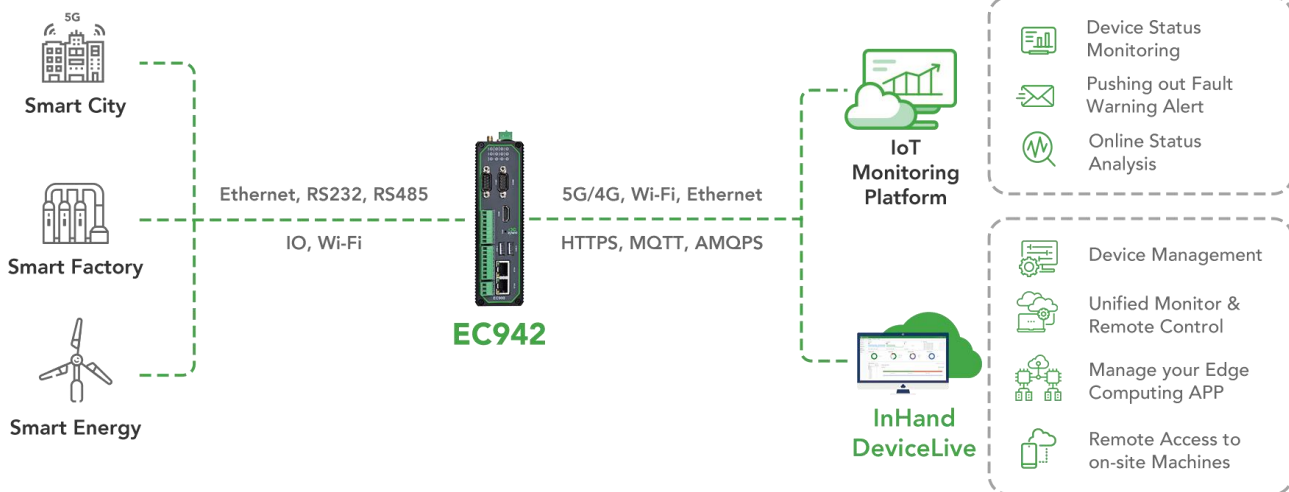 5G
Smart City
Smart Factory
Smart Energy
Ethernet, RS232, RS485
IO, Wi-Fi
EC942
5G/4G, Wi-Fi, Ethernet
HTTPS, MQTT, AMQPS
IoT
Monitoring
Platform
InHand
DeviceLive
Device Status
Monitoring
Pushing out Fault
Warning Alert
Online Status
Analysis
Device Management
Unified Monitor &
Remote Control
Manage your Edge
Computing APP
Remote Access to
on-site Machines